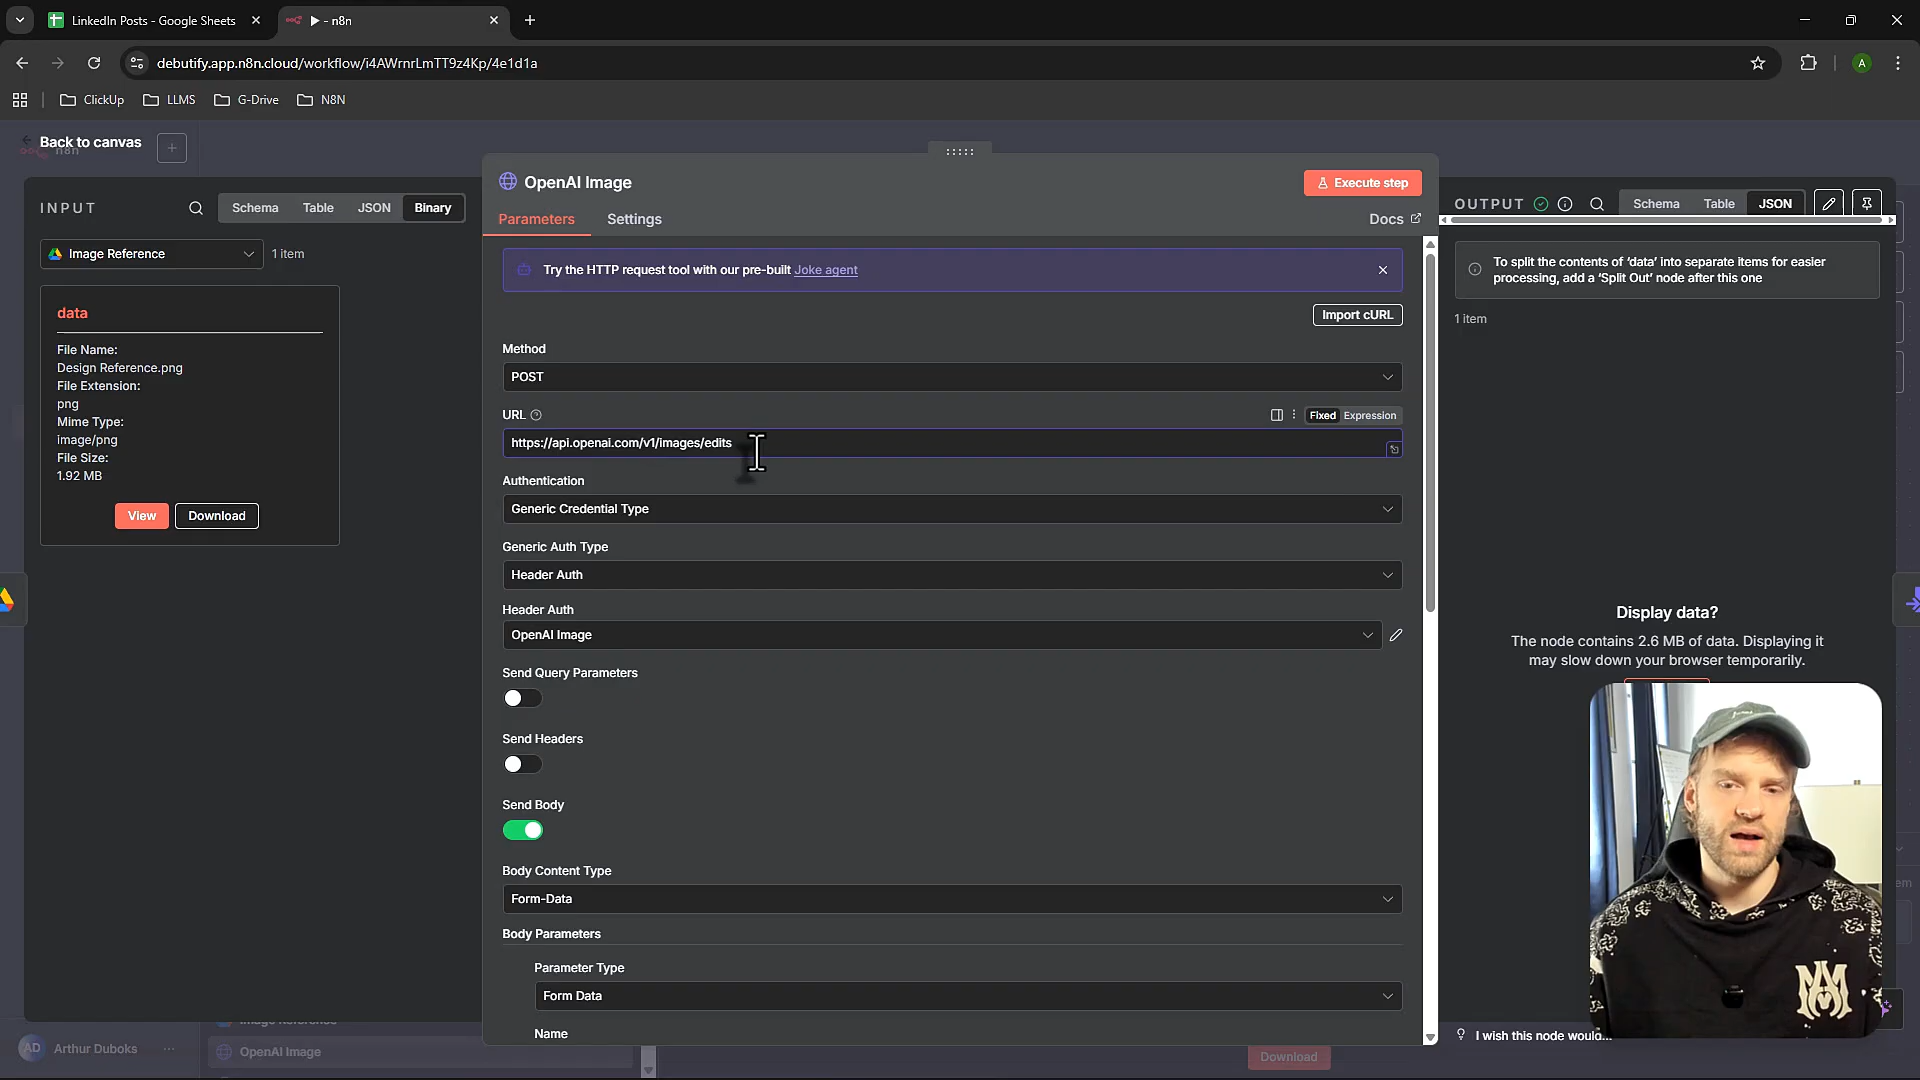 LinkedIn Posts - Google Sheets
▶ - n8n
debutify.app.n8n.cloud/workflow/i4AWrnrLmTT9z4Kp/4e1d1a
A
ClickUp
LLMS
G-Drive
N8N
Back to canvas
n8n
INPUT
Schema
Table
JSON
Binary
Image Reference
1 item
data
File Name:
Design Reference.png
File Extension:
png
Mime Type:
image/png
File Size:
1.92 MB
View
Download
OpenAI Image
Execute step
Parameters
Settings
Docs
Try the HTTP request tool with our pre-built Joke agent
Import cURL
Method
POST
URL
Fixed
Expression
https://api.openai.com/v1/images/edits
Authentication
Generic Credential Type
Generic Auth Type
Header Auth
Header Auth
OpenAI Image
Send Query Parameters
Send Headers
Send Body
Body Content Type
Form-Data
Body Parameters
Parameter Type
Form Data
Name
OUTPUT
Schema
Table
JSON
To split the contents of ‘data’ into separate items for easier
processing, add a ‘Split Out’ node after this one
1 item
Display data?
The node contains 2.6 MB of data. Displaying it
may slow down your browser temporarily.
I wish this node would...
AD
Arthur Duboks
Image Reference
OpenAI Image
Download